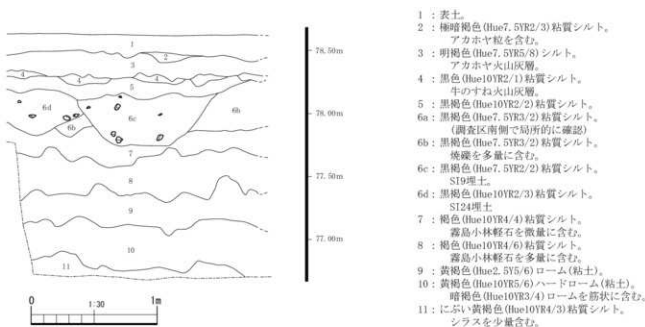 1
2
3
4
4
4
5
6d
6c
6b
6b
7
8
9
10
11
78.50m
78.00m
77.50m
77.00m
0
1:30
1m
1 : 表土。
2 : 極暗褐色(Hue7.5YR2/3)粘質シルト。
アカホヤ粒を含む。
3 : 明褐色(Hue7.5YR5/8)シルト。
アカホヤ火山灰層。
4 : 黒色(Hue10YR2/1)粘質シルト。
牛のすね火山灰層。
5 : 黒褐色(Hue10YR2/2)粘質シルト。
6a: 黒褐色(Hue7.5YR3/2)粘質シルト。
(調査区南側で局所的に確認)
6b: 黒褐色(Hue7.5YR3/2)粘質シルト。
焼礫を多量に含む。
6c: 黒褐色(Hue7.5YR2/2)粘質シルト。
SI9埋土。
6d: 黒褐色(Hue10YR2/3)粘質シルト。
SI24埋土
7 : 褐色(Hue10YR4/4)粘質シルト。
霧島小林軽石を微量に含む。
8 : 褐色(Hue10YR4/6)粘質シルト。
霧島小林軽石を多量に含む。
9 : 黄褐色(Hue2.5Y5/6)ローム(粘土)。
10: 黄褐色(Hue10YR5/6)ハードローム(粘土)。
暗褐色(Hue10YR3/4)ロームを筋状に含む。
11: にぶい黄褐色(Hue10YR4/3)粘質シルト。
シラスを少量含む。